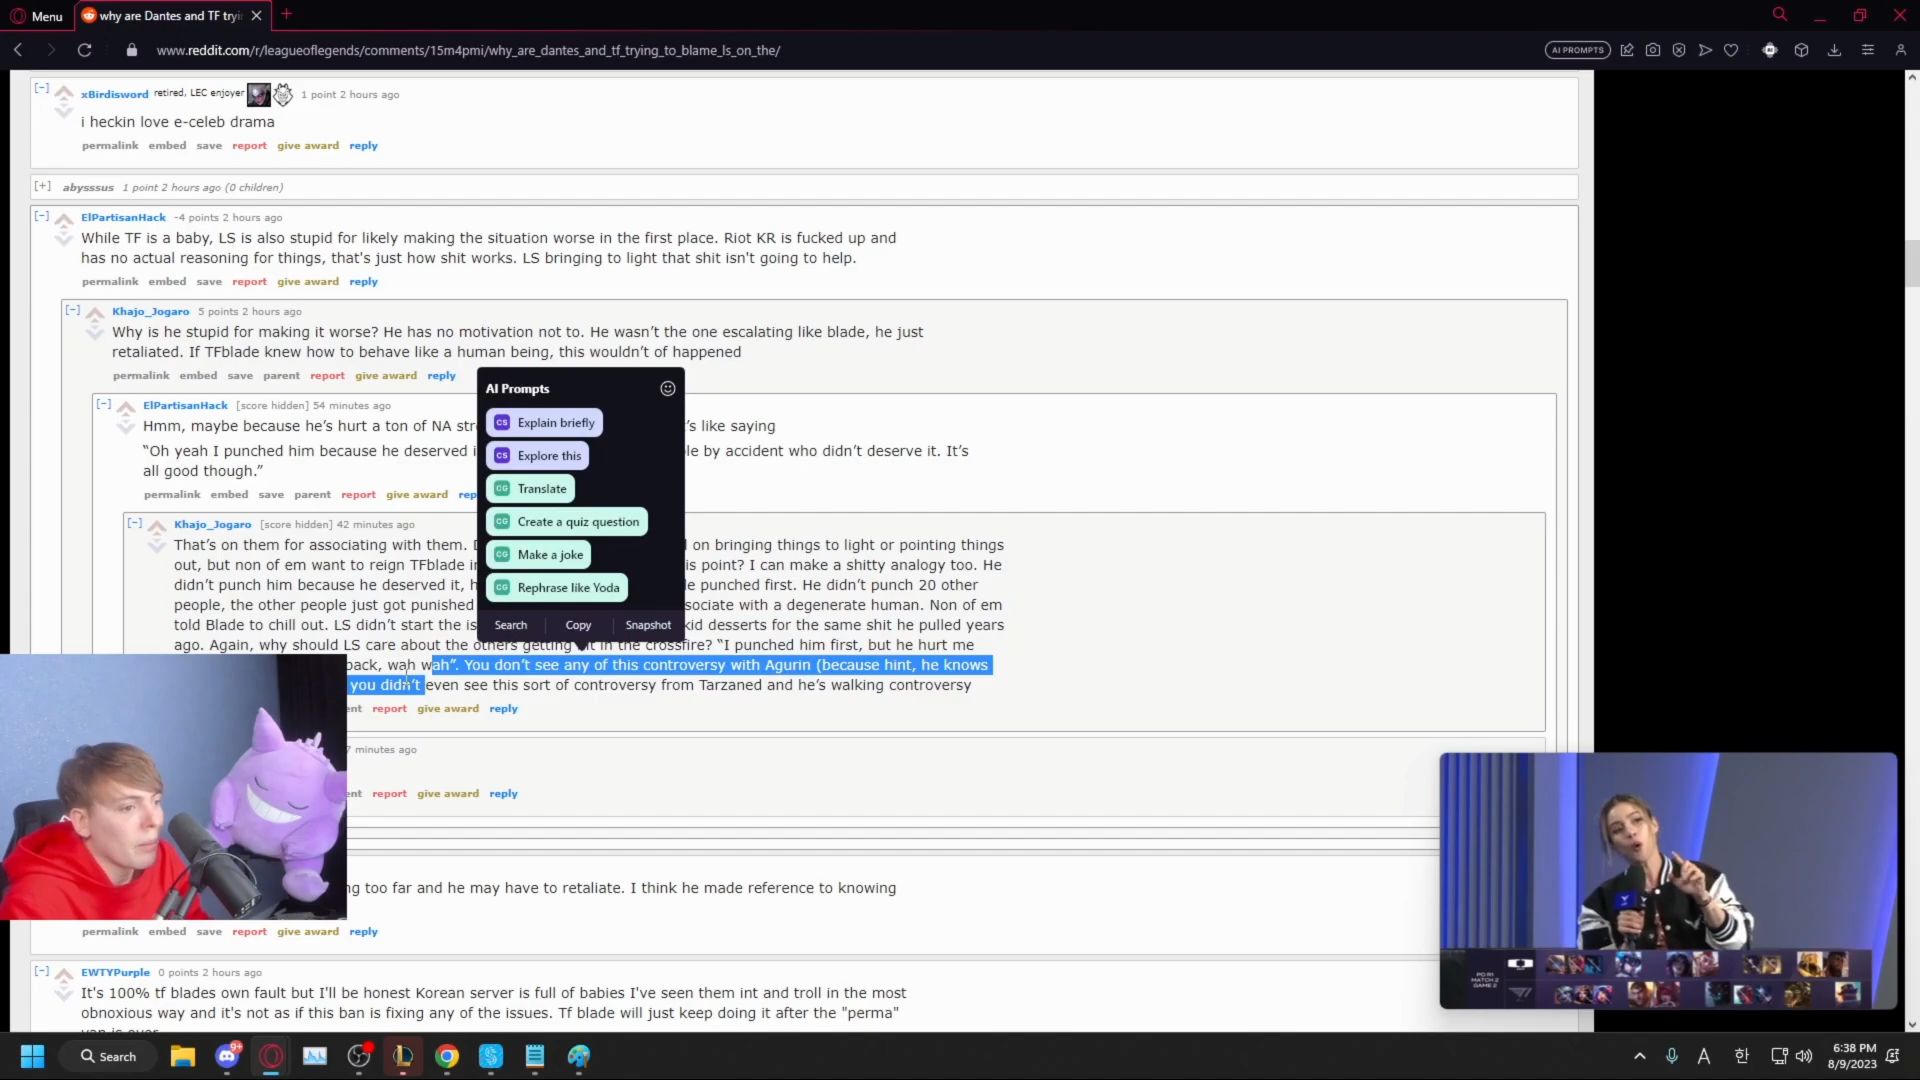 Menu
why are Dantes and TF tryi
www.reddit.com/r/leagueoflegends/comments/15m4pmi/why_are_dantes_and_tf_trying_to_blame_ls_on_the/
AI PROMPTS
[-] xBirdisword retired, LEC enjoyer 1 point 2 hours ago
i heckin love e-celeb drama
permalink embed save report give award reply
[+] abysssus 1 point 2 hours ago (0 children)
[-] ElPartisanHack -4 points 2 hours ago
While TF is a baby, LS is also stupid for likely making the situation worse in the first place. Riot KR is fucked up and
has no actual reasoning for things, that's just how shit works. LS bringing to light that shit isn't going to help.
permalink embed save report give award reply
[-] Khajo_Jogaro 5 points 2 hours ago
Why is he stupid for making it worse? He has no motivation not to. He wasn’t the one escalating like blade, he just
retaliated. If TFblade knew how to behave like a human being, this wouldn’t of happened
permalink embed save parent report give award reply
AI Prompts
Explain briefly
Explore this
Translate
Create a quiz question
Make a joke
Rephrase like Yoda
Search Copy Snapshot
[-] ElPartisanHack [score hidden] 54 minutes ago
Hmm, maybe because he’s hurt a ton of NA str ’s like saying
“Oh yeah I punched him because he deserved i le by accident who didn’t deserve it. It’s
all good though.”
permalink embed save parent report give award rep
[-] Khajo_Jogaro [score hidden] 42 minutes ago
That’s on them for associating with them. on bringing things to light or pointing things
out, but non of em want to reign TFblade i is point? I can make a shitty analogy too. He
didn’t punch him because he deserved it, h e punched first. He didn’t punch 20 other
people, the other people just got punished sociate with a degenerate human. Non of em
told Blade to chill out. LS didn’t start the is kid desserts for the same shit he pulled years
ago. Again, why should LS care about the others getting hit in the crossfire? “I punched him first, but he hurt me
back, wah wah”. You don’t see any of this controversy with Agurin (because hint, he knows
you didn’t even see this sort of controversy from Tarzaned and he’s walking controversy
ent report give award reply
7 minutes ago
ent report give award reply
ng too far and he may have to retaliate. I think he made reference to knowing
permalink embed save report give award reply
[-] EWTYPurple 0 points 2 hours ago
It's 100% tf blades own fault but I'll be honest Korean server is full of babies I've seen them int and troll in the most
obnoxious way and it's not as if this ban is fixing any of the issues. Tf blade will just keep doing it after the "perma"
PO R1
MATCH 2
GAME 2
Search
9+
A
한
6:38 PM
8/9/2023